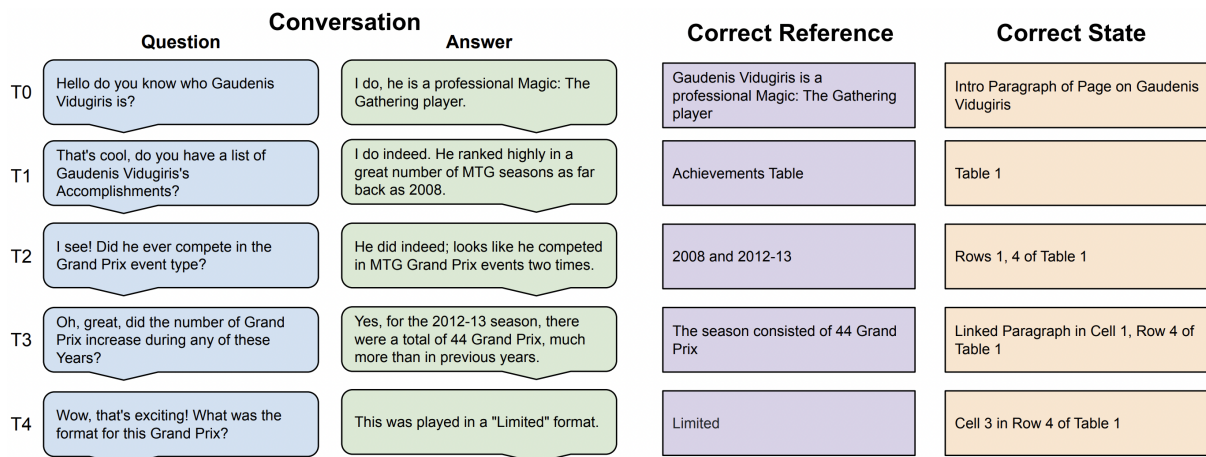 Conversation
Question
Answer
Correct Reference
Correct State
T0
Hello do you know who Gaudenis
Vidugiris is?
I do, he is a professional Magic: The
Gathering player.
Gaudenis Vidugiris is a
professional Magic: The Gathering
player
Intro Paragraph of Page on Gaudenis
Vidugiris
T1
That's cool, do you have a list of
Gaudenis Vidugiris's
Accomplishments?
I do indeed. He ranked highly in a
great number of MTG seasons as far
back as 2008.
Achievements Table
Table 1
T2
I see! Did he ever compete in the
Grand Prix event type?
He did indeed; looks like he competed
in MTG Grand Prix events two times.
2008 and 2012-13
Rows 1, 4 of Table 1
T3
Oh, great, did the number of Grand
Prix increase during any of these
Years?
Yes, for the 2012-13 season, there
were a total of 44 Grand Prix, much
more than in previous years.
The season consisted of 44 Grand
Prix
Linked Paragraph in Cell 1, Row 4 of
Table 1
T4
Wow, that's exciting! What was the
format for this Grand Prix?
This was played in a "Limited" format.
Limited
Cell 3 in Row 4 of Table 1